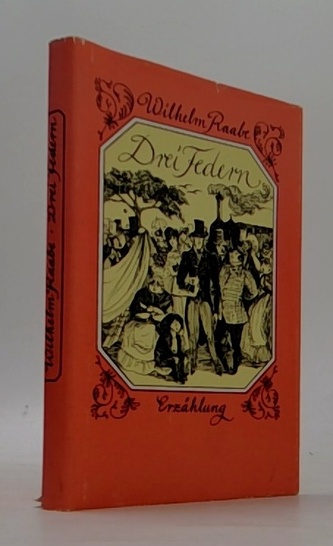 Wilhelm Raabe
Drei Federn
Erzählung
Wilhelm Raabe · Drei Federn